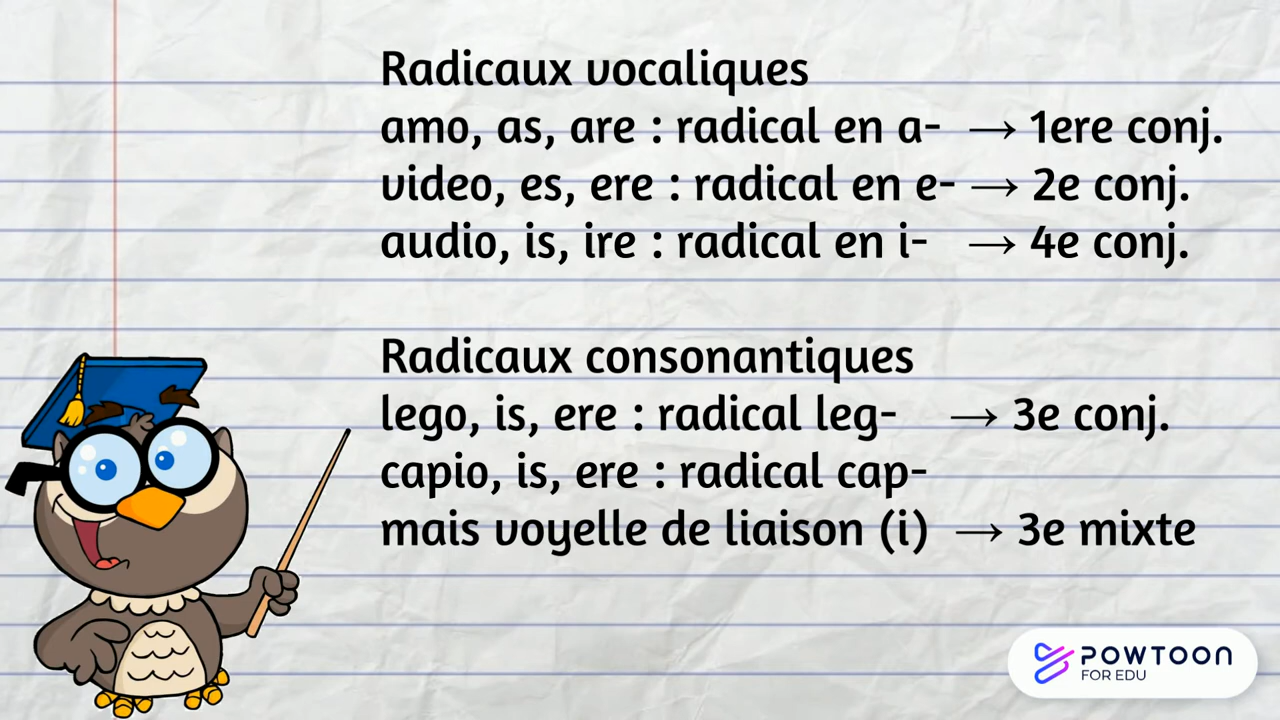 Radicaux vocaliques
amo, as, are : radical en a- → 1ere conj.
video, es, ere : radical en e- → 2e conj.
audio, is, ire : radical en i- → 4e conj.
Radicaux consonantiques
lego, is, ere : radical leg- → 3e conj.
capio, is, ere : radical cap-
mais voyelle de liaison (i) → 3e mixte
POWTOON
FOR EDU